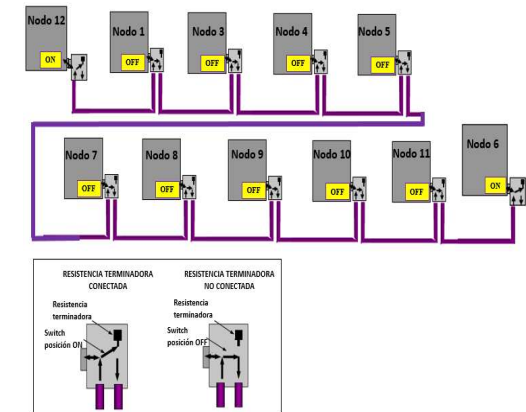 Nodo 12
ON
Nodo 1
OFF
Nodo 3
OFF
Nodo 4
OFF
Nodo 5
OFF
Nodo 7
OFF
Nodo 8
OFF
Nodo 9
OFF
Nodo 10
OFF
Nodo 11
OFF
Nodo 6
ON
RESISTENCIA TERMINADORA
CONECTADA
Resistencia
terminadora
Switch
posición ON
RESISTENCIA TERMINADORA
NO CONECTADA
Resistencia
terminadora
Switch
posición OFF